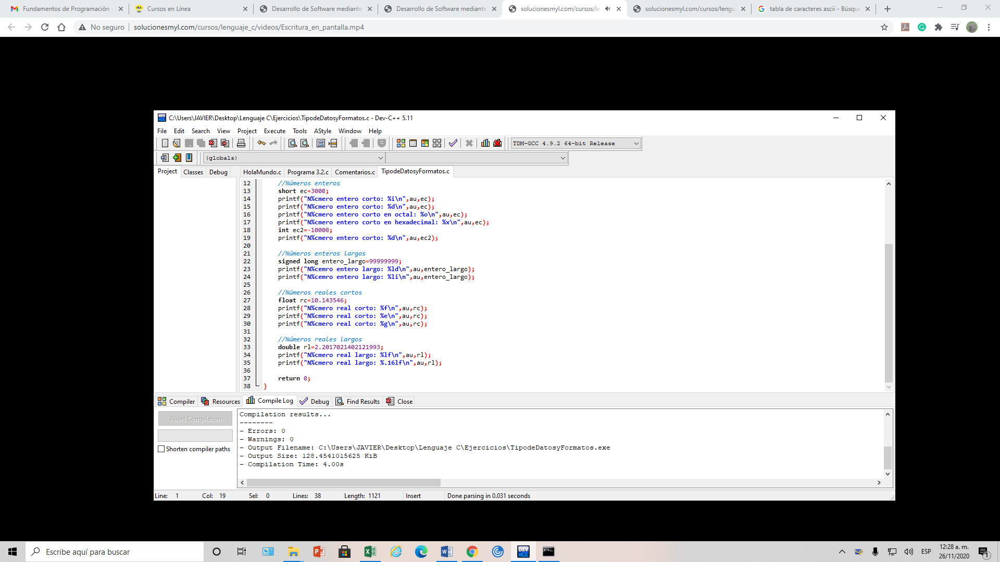 Fundamentos de Programación
Cursos en Línea
Desarrollo de Software mediante
Desarrollo de Software mediante
solucionesmyl.com/cursos/le
solucionesmyl.com/cursos/lengu
tabla de caracteres ascii - Búsque
No seguro
solucionesmyl.com/cursos/lenguaje_c/videos/Escritura_en_pantalla.mp4
C:\Users\JAVIER\Desktop\Lenguaje C\Ejercicios\TipodeDatosyFormatos.c - Dev-C++ 5.11
File Edit Search View Project Execute Tools AStyle Window Help
TDM-GCC 4.9.2 64-bit Release
(globals)
Project Classes Debug
HolaMundo.c Programa 3.2.c Comentarios.c TipodeDatosyFormatos.c
12 //Números enteros
13 short ec=3000;
14 printf("N%cmero entero corto: %i\n",au,ec);
15 printf("N%cmero entero corto: %d\n",au,ec);
16 printf("N%cmero entero corto en octal: %o\n",au,ec);
17 printf("N%cmero entero corto en hexadecimal: %x\n",au,ec);
18 int ec2=-10000;
19 printf("N%cmero entero corto: %d\n",au,ec2);
20
21 //Números enteros largos
22 signed long entero_largo=99999999;
23 printf("N%cemro entero largo: %ld\n",au,entero_largo);
24 printf("N%cemro entero largo: %li\n",au,entero_largo);
25
26 //Números reales cortos
27 float rc=10.143546;
28 printf("N%cmero real corto: %f\n",au,rc);
29 printf("N%cmero real corto: %e\n",au,rc);
30 printf("N%cmero real corto: %g\n",au,rc);
31
32 //Números reales largos
33 double rl=2.2017021402121993;
34 printf("N%cmero real largo: %lf\n",au,rl);
35 printf("N%cmero real largo: %.16lf\n",au,rl);
36
37 return 0;
38 }
Compiler Resources Compile Log Debug Find Results Close
Abort Compilation
Shorten compiler paths
Compilation results...
--------
- Errors: 0
- Warnings: 0
- Output Filename: C:\Users\JAVIER\Desktop\Lenguaje C\Ejercicios\TipodeDatosyFormatos.exe
- Output Size: 128.4541015625 KiB
- Compilation Time: 4.00s
Line: 1 Col: 19 Sel: 0 Lines: 38 Length: 1121 Insert Done parsing in 0.031 seconds
Escribe aquí para buscar
ESP
12:28 a. m.
26/11/2020
1